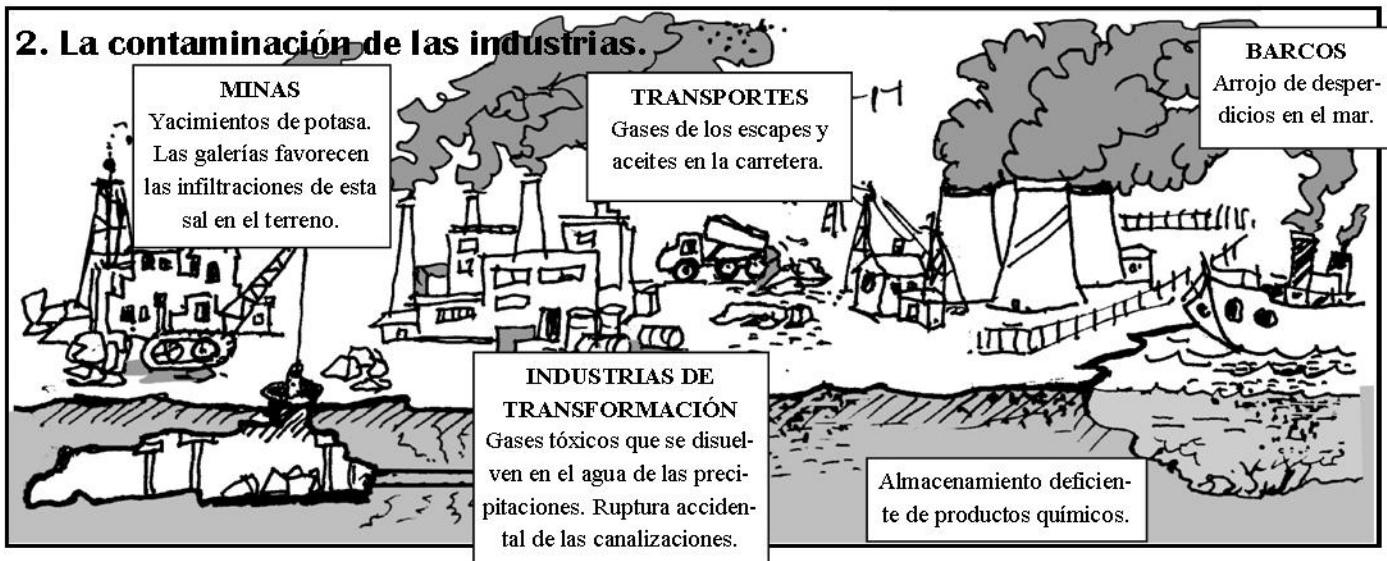 2. La contaminación de las industrias.
MINAS
Yacimientos de potasa.
Las galerías favorecen
las infiltraciones de esta
sal en el terreno.
TRANSPORTES
Gases de los escapes y
aceites en la carretera.
BARCOS
Arrojo de desper-
dicios en el mar.
INDUSTRIAS DE
TRANSFORMACIÓN
Gases tóxicos que se disuel-
ven en el agua de las preci-
pitaciones. Ruptura acciden-
tal de las canalizaciones.
Almacenamiento deficien-
te de productos químicos.